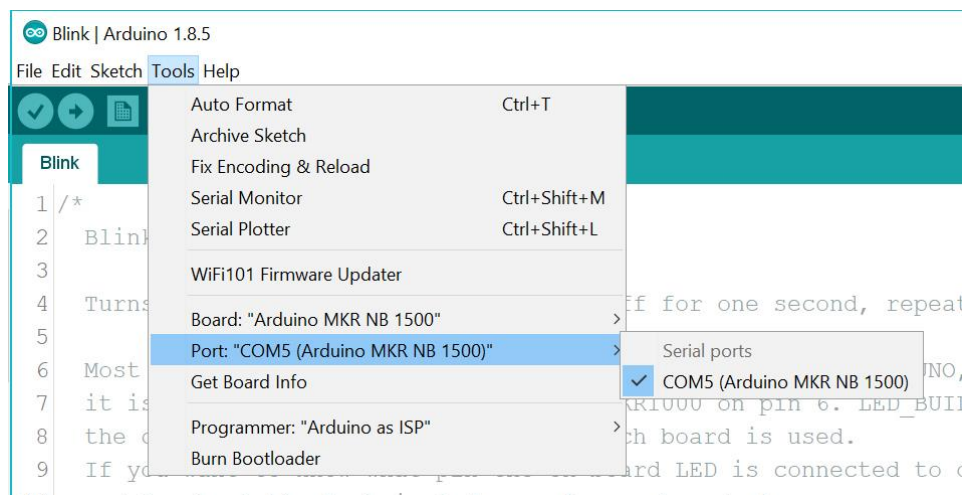 Blink | Arduino 1.8.5
File Edit Sketch Tools Help
Auto Format Ctrl+T
Archive Sketch
Fix Encoding & Reload
Serial Monitor Ctrl+Shift+M
Serial Plotter Ctrl+Shift+L
WiFi101 Firmware Updater
Board: "Arduino MKR NB 1500"
Port: "COM5 (Arduino MKR NB 1500)"
Get Board Info
Programmer: "Arduino as ISP"
Burn Bootloader
Serial ports
COM5 (Arduino MKR NB 1500)
Blink
1 /*
2 Blink
3
4 Turns ff for one second, repeat
5
6 Most UNO,
7 it is MKR1000 on pin 6. LED_BUI
8 the ch board is used.
9 If board LED is connected to